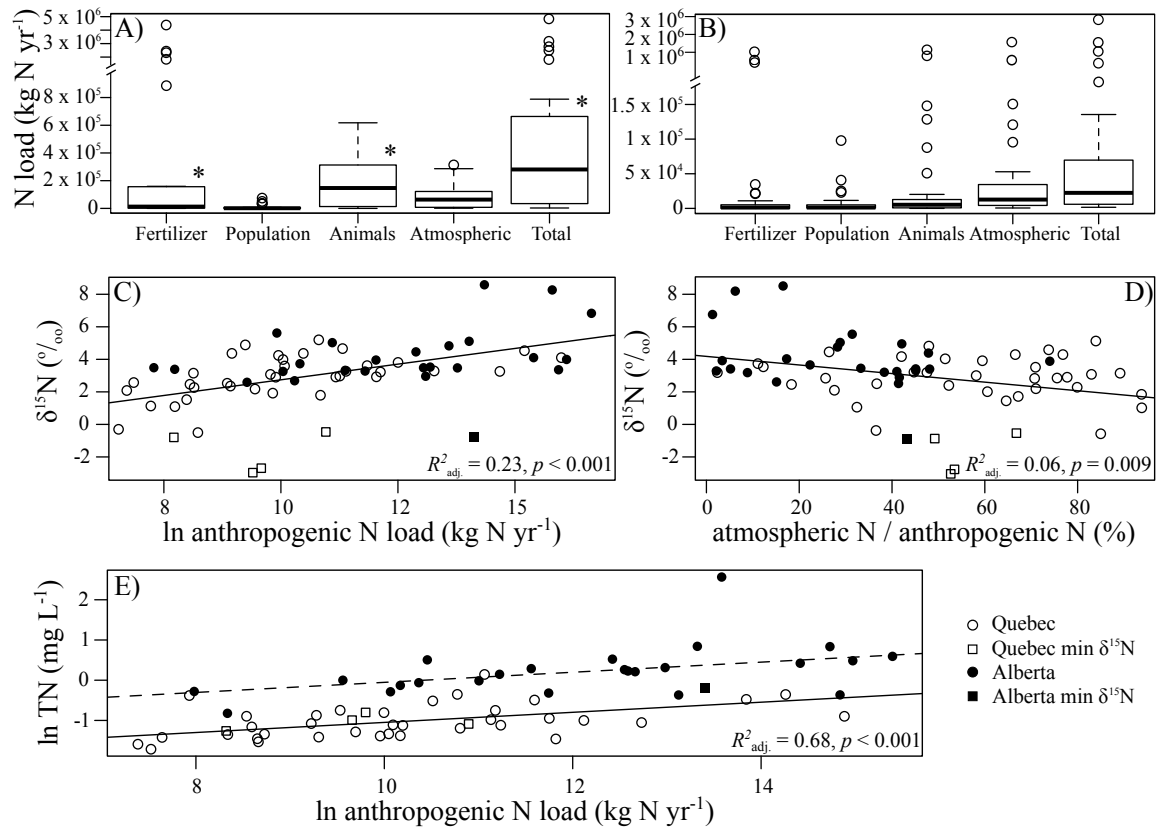 A)
N load (kg N yr-1)
5 x 10^6
3 x 10^6
1 x 10^6
8 x 10^5
6 x 10^5
4 x 10^5
2 x 10^5
0
*
*
*
Fertilizer Population Animals Atmospheric Total
B)
3 x 10^6
2 x 10^6
1 x 10^6
1.5 x 10^5
1 x 10^5
5 x 10^4
0
Fertilizer Population Animals Atmospheric Total
C)
δ15N (o/oo)
8
6
4
2
0
-2
R2adj. = 0.23, p < 0.001
8 10 12 15
ln anthropogenic N load (kg N yr-1)
D)
δ15N (o/oo)
8
6
4
2
0
-2
R2adj. = 0.06, p = 0.009
0 20 40 60 80
atmospheric N / anthropogenic N (%)
E)
ln TN (mg L-1)
2
1
0
-1
R2adj. = 0.68, p < 0.001
8 10 12 14
ln anthropogenic N load (kg N yr-1)
Quebec
Quebec min δ15N
Alberta
Alberta min δ15N